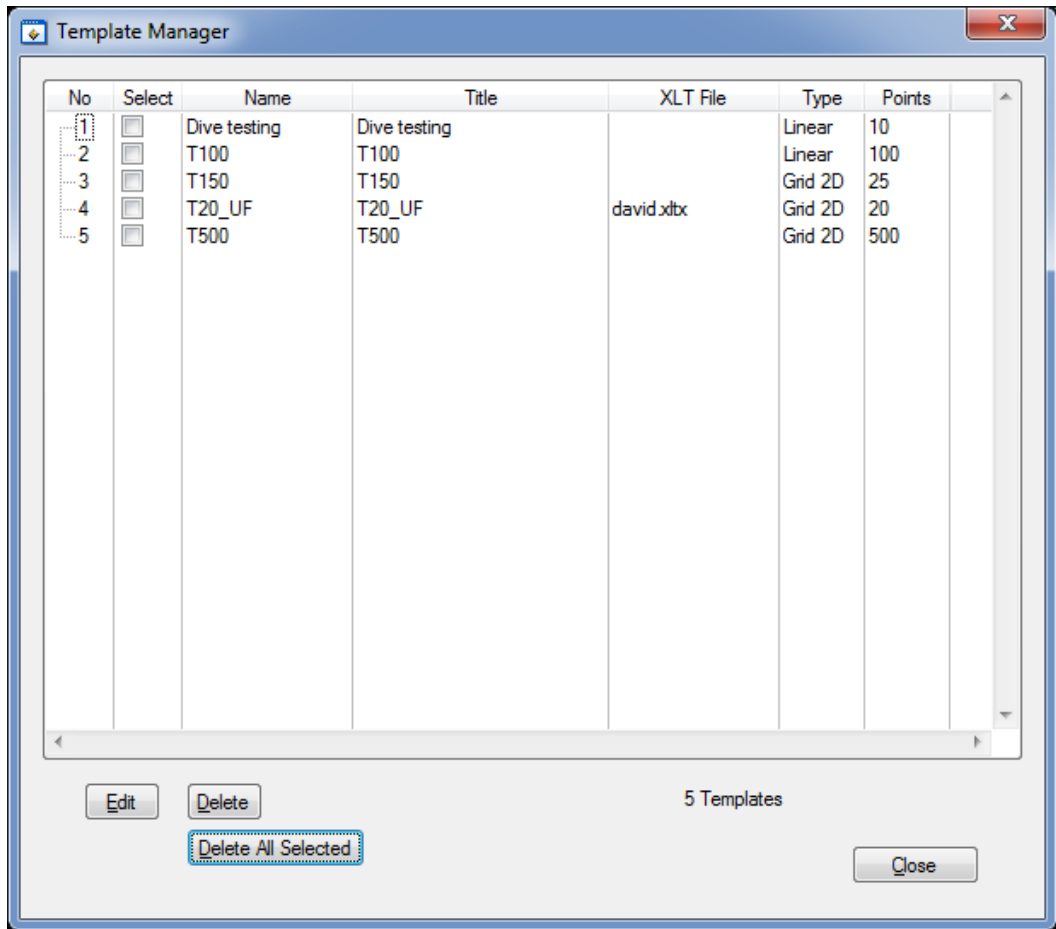 Template Manager
No Select Name Title XLT File Type Points
1 Dive testing Dive testing Linear 10
2 T100 T100 Linear 100
3 T150 T150 Grid 2D 25
4 T20_UF T20_UF david.xltx Grid 2D 20
5 T500 T500 Grid 2D 500
Edit Delete 5 Templates
Delete All Selected
Close